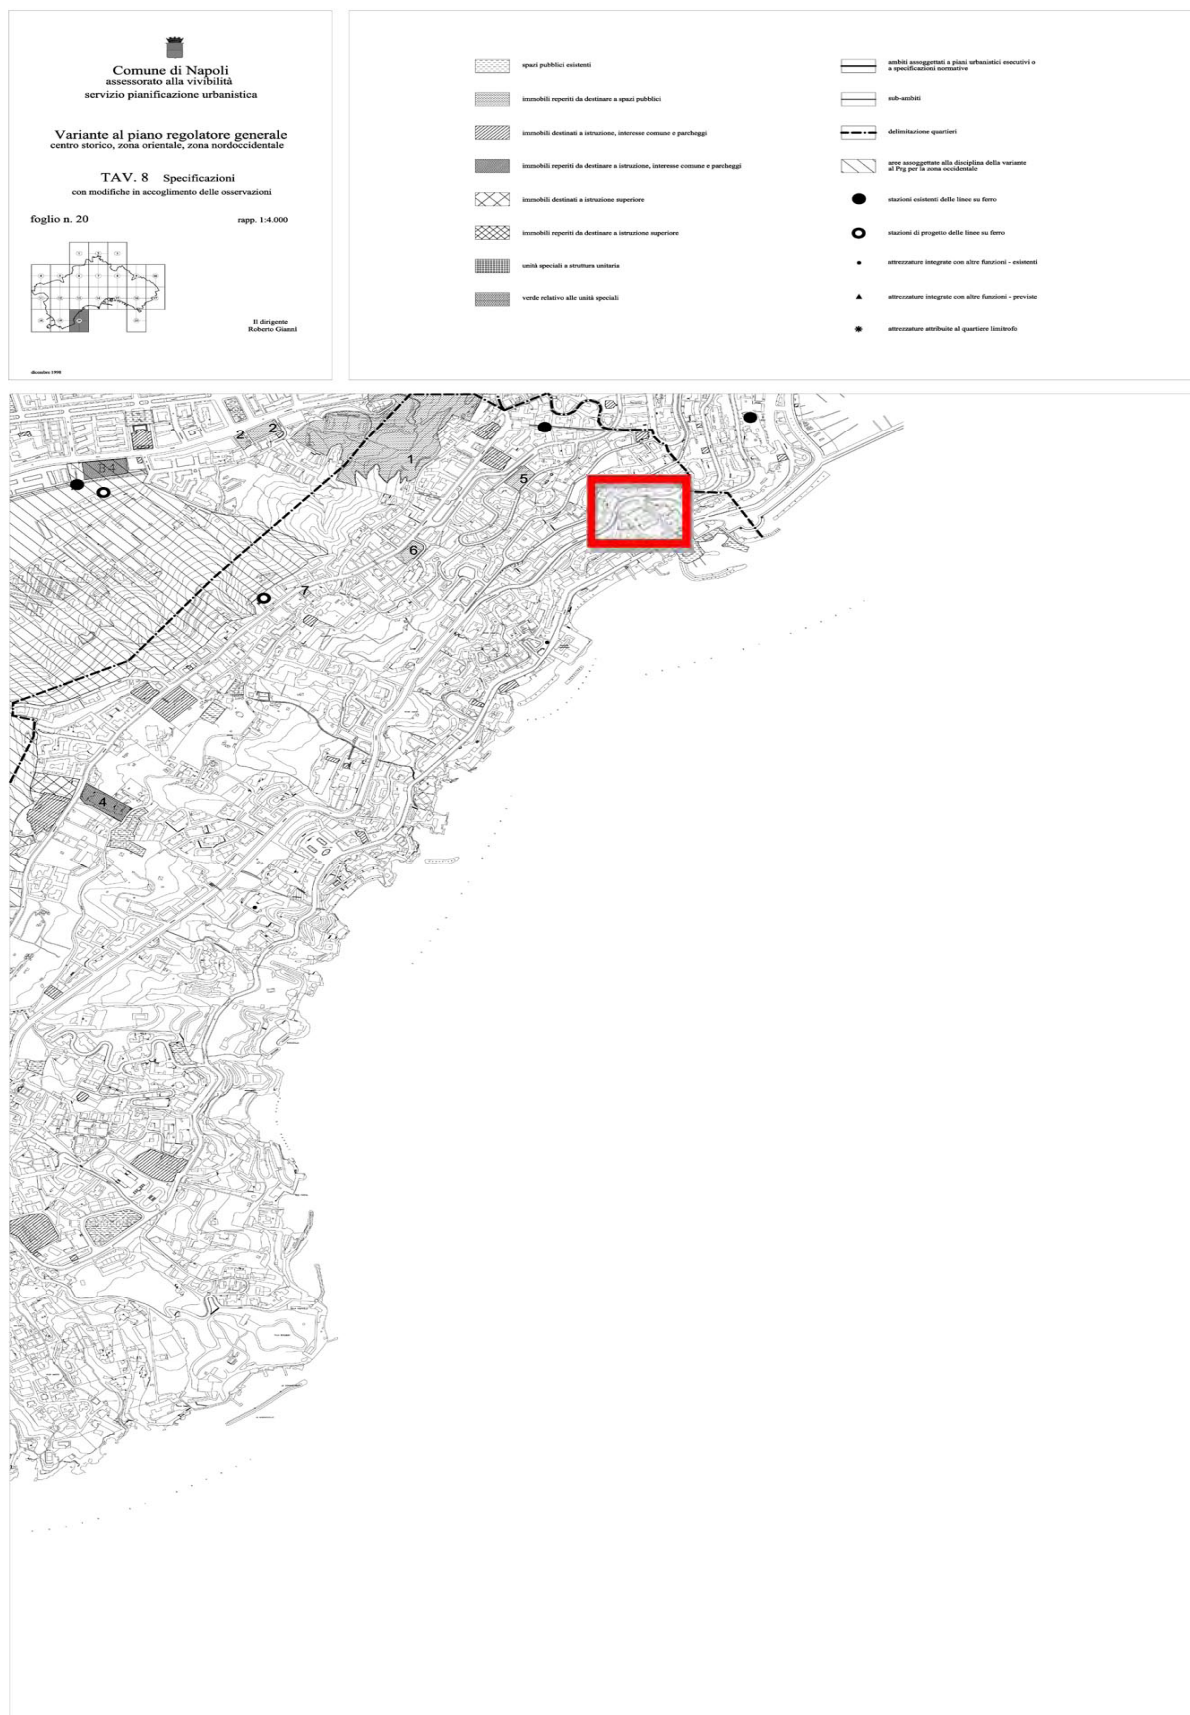 Comune di Napoli
assessorato alla vivibilità
servizio pianificazione urbanistica
Variante al piano regolatore generale
centro storico, zona orientale, zona nordoccidentale
TAV. 8 Specificazioni
con modifiche in accoglimento delle osservazioni
foglio n. 20
rapp. 1:4.000
Il dirigente
Roberto Giannì
dicembre 1998
spazi pubblici esistenti
immobili reperiti da destinare a spazi pubblici
immobili destinati a istruzione, interesse comune e parcheggi
immobili reperiti da destinare a istruzione, interesse comune e parcheggi
immobili destinati a istruzione superiore
immobili reperiti da destinare a istruzione superiore
unità speciali a struttura unitaria
verde relativo alle unità speciali
ambiti assoggettati a piani urbanistici esecutivi o
a specificazioni normative
sub-ambiti
delimitazione quartieri
aree assoggettate alla disciplina della variante
al Prg per la zona occidentale
stazioni esistenti delle linee su ferro
stazioni di progetto delle linee su ferro
attrezzature integrate con altre funzioni - esistenti
attrezzature integrate con altre funzioni - previste
attrezzature attribuite al quartiere limitrofo
2
2
1
5
6
7
4